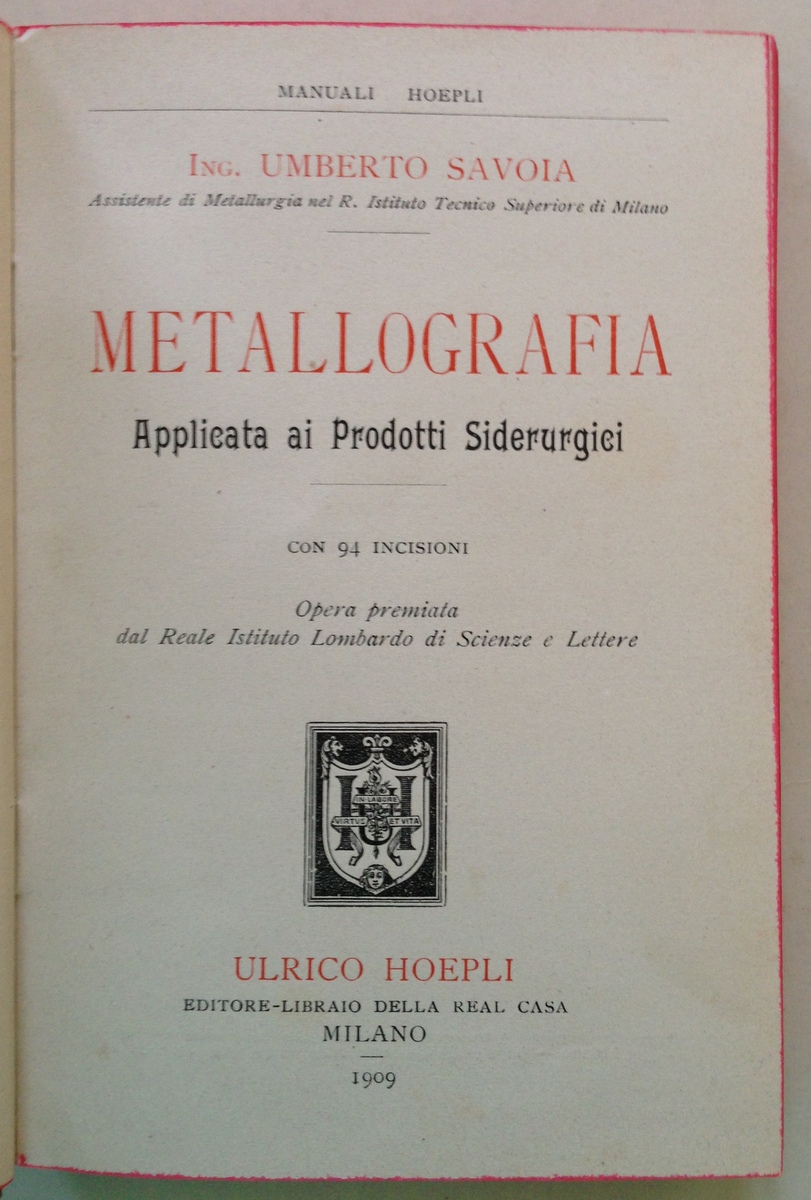 MANUALI HOEPLI
ING. UMBERTO SAVOIA
Assistente di Metallurgia nel R. Istituto Tecnico Superiore di Milano
METALLOGRAFIA
Applicata ai Prodotti Siderurgici
CON 94 INCISIONI
Opera premiata
dal Reale Istituto Lombardo di Scienze e Lettere
IN LABORE
VIRTUS ET VITA
ULRICO HOEPLI
EDITORE-LIBRAIO DELLA REAL CASA
MILANO
1909